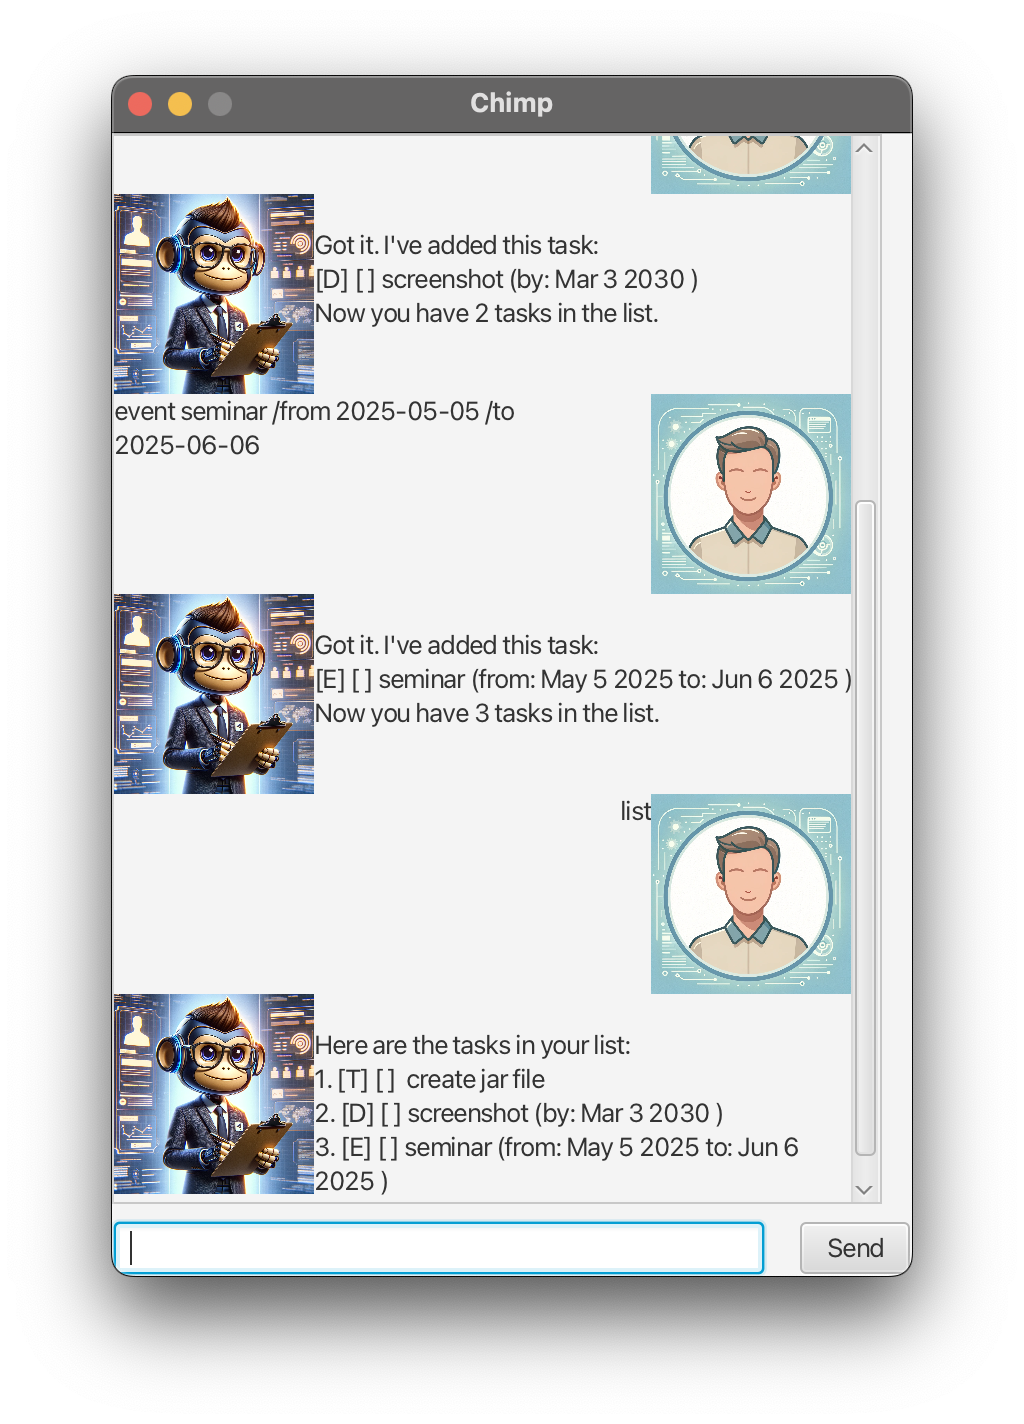 Chimp
Got it. I've added this task:
[D] [ ] screenshot (by: Mar 3 2030 )
Now you have 2 tasks in the list.
event seminar /from 2025-05-05 /to
2025-06-06
Got it. I've added this task:
[E] [ ] seminar (from: May 5 2025 to: Jun 6 2025 )
Now you have 3 tasks in the list.
list
Here are the tasks in your list:
1. [T] [ ]  create jar file
2. [D] [ ] screenshot (by: Mar 3 2030 )
3. [E] [ ] seminar (from: May 5 2025 to: Jun 6
2025 )
Send